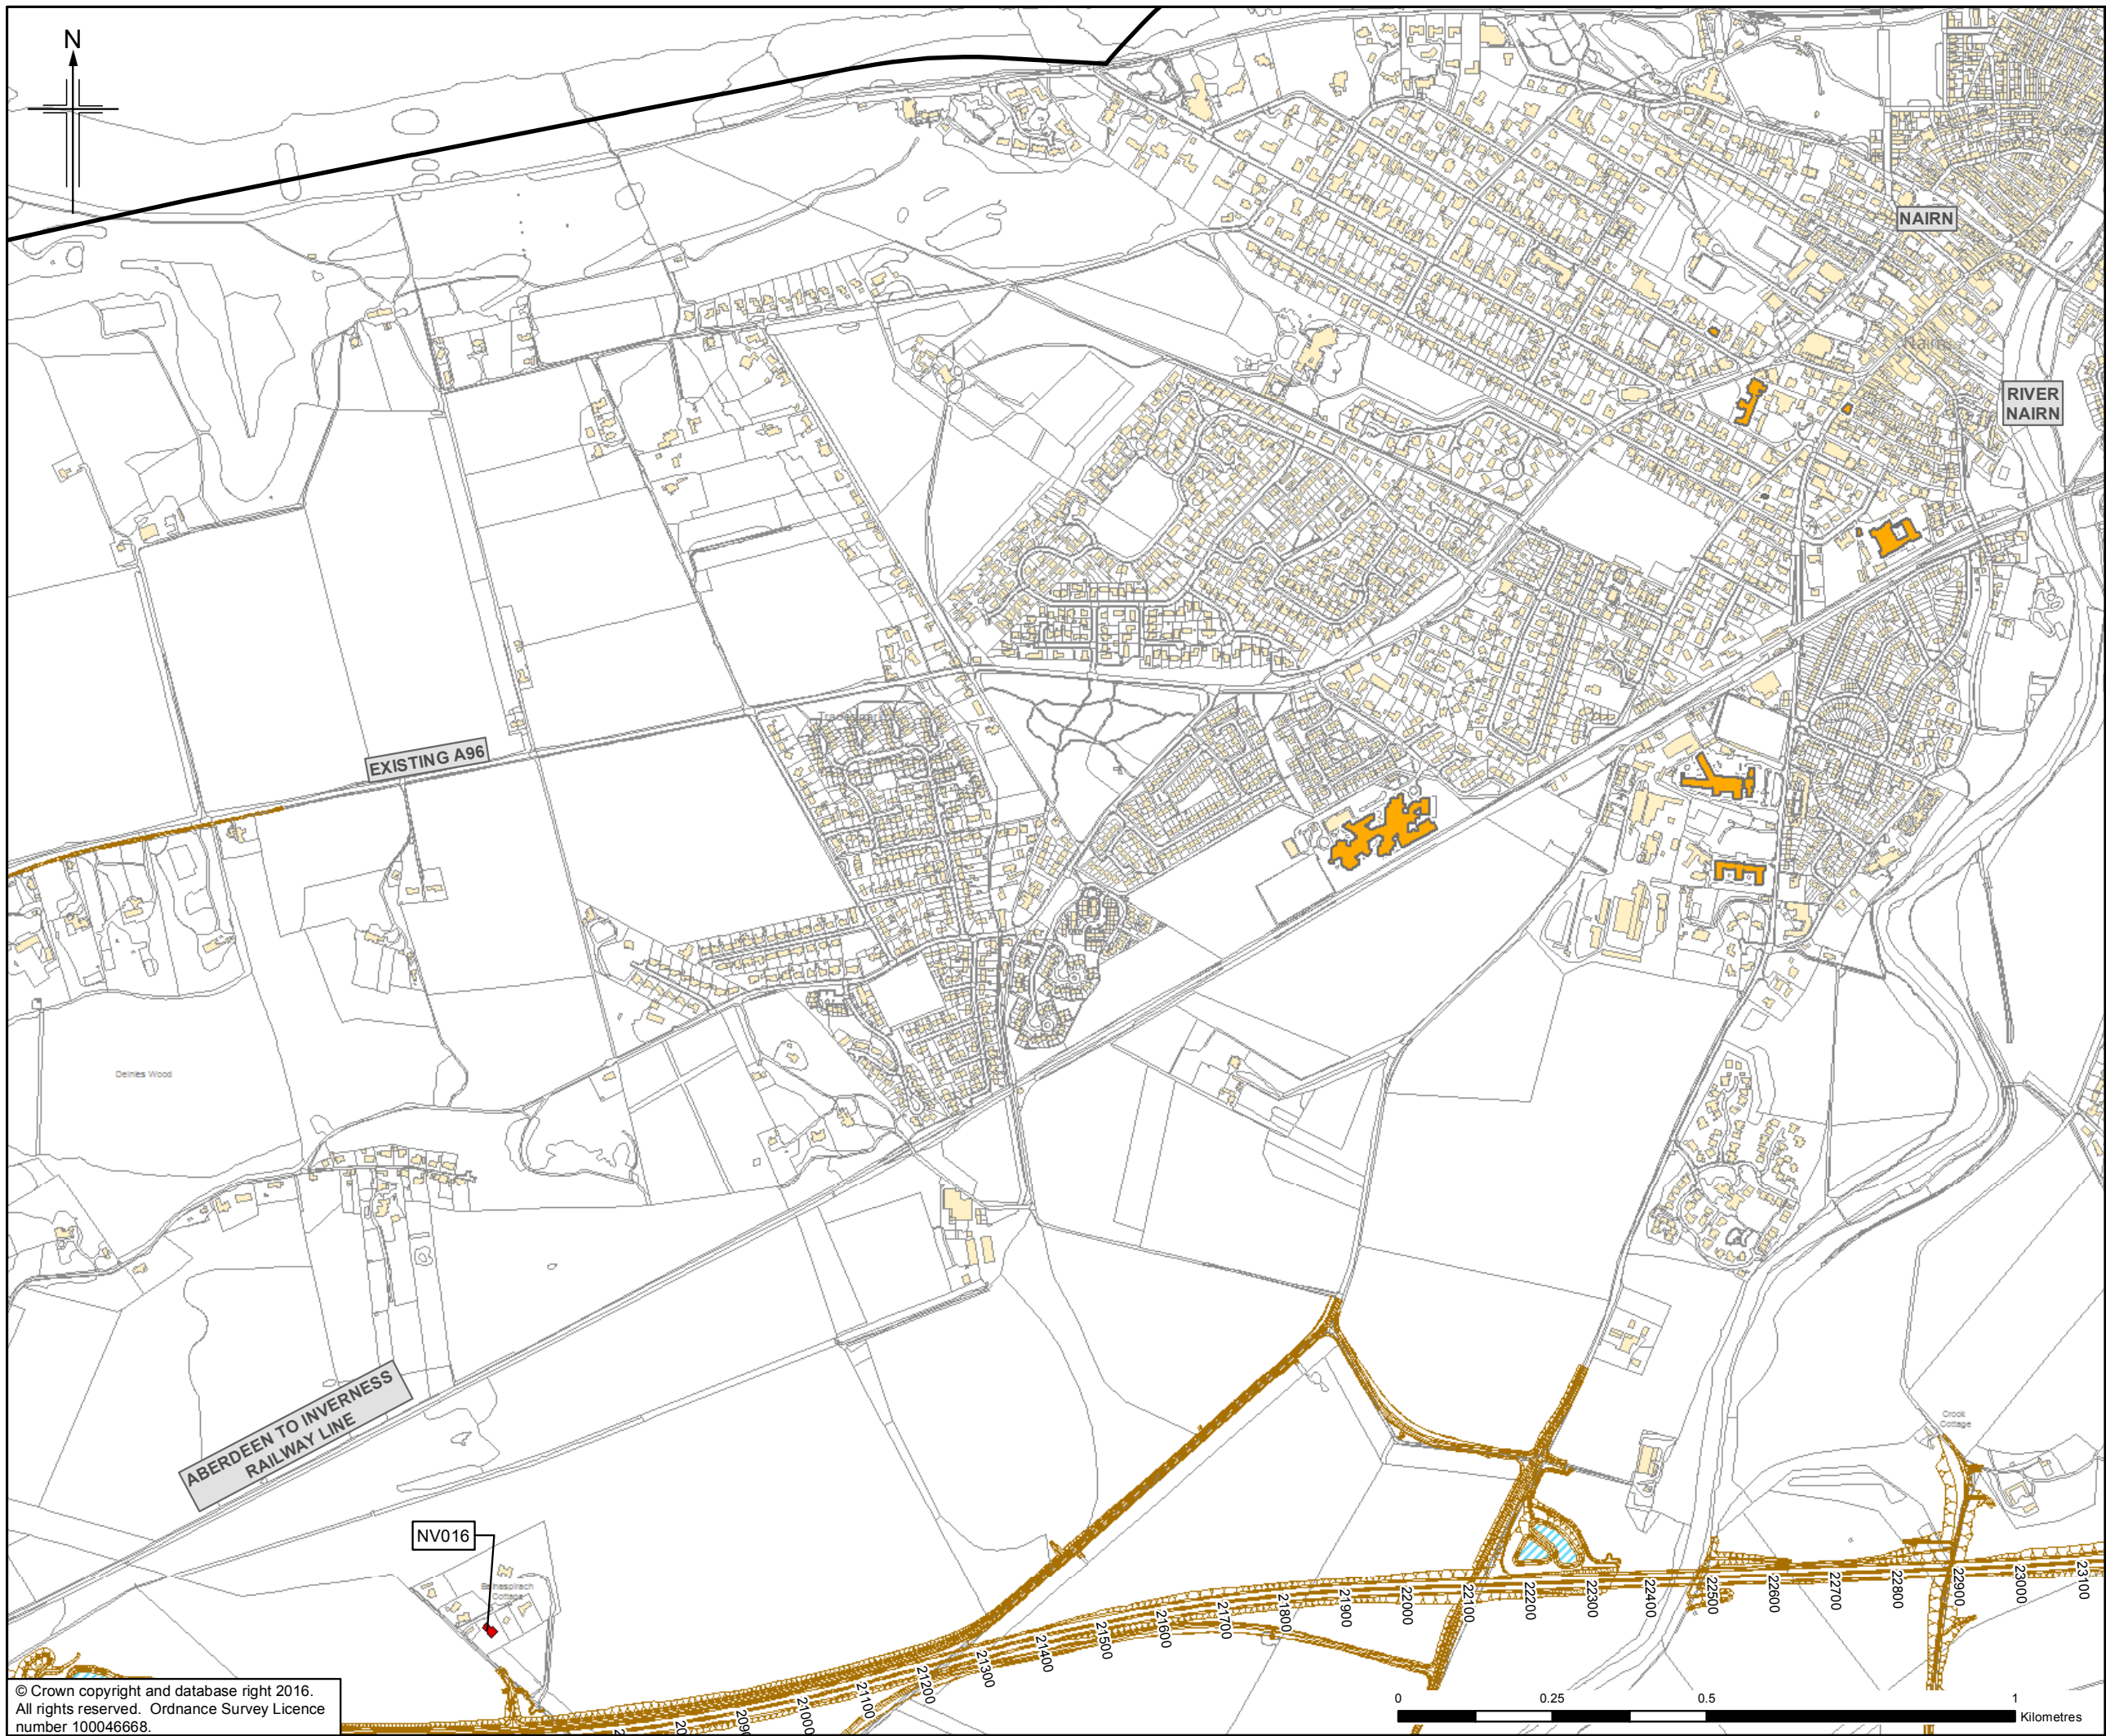 N
NAIRN
Nairn
RIVER
NAIRN
EXISTING A96
Delnies Wood
ABERDEEN TO INVERNESS
RAILWAY LINE
NV016
Cottage
Crook
Cottage
21000
21100
21200
21300
21400
21500
21600
21700
21800
21900
22000
22100
22200
22300
22400
22500
22600
22700
22800
22900
23000
23100
0 0.25 0.5 1
Kilometres
© Crown copyright and database right 2016.
All rights reserved. Ordnance Survey Licence
number 100046668.